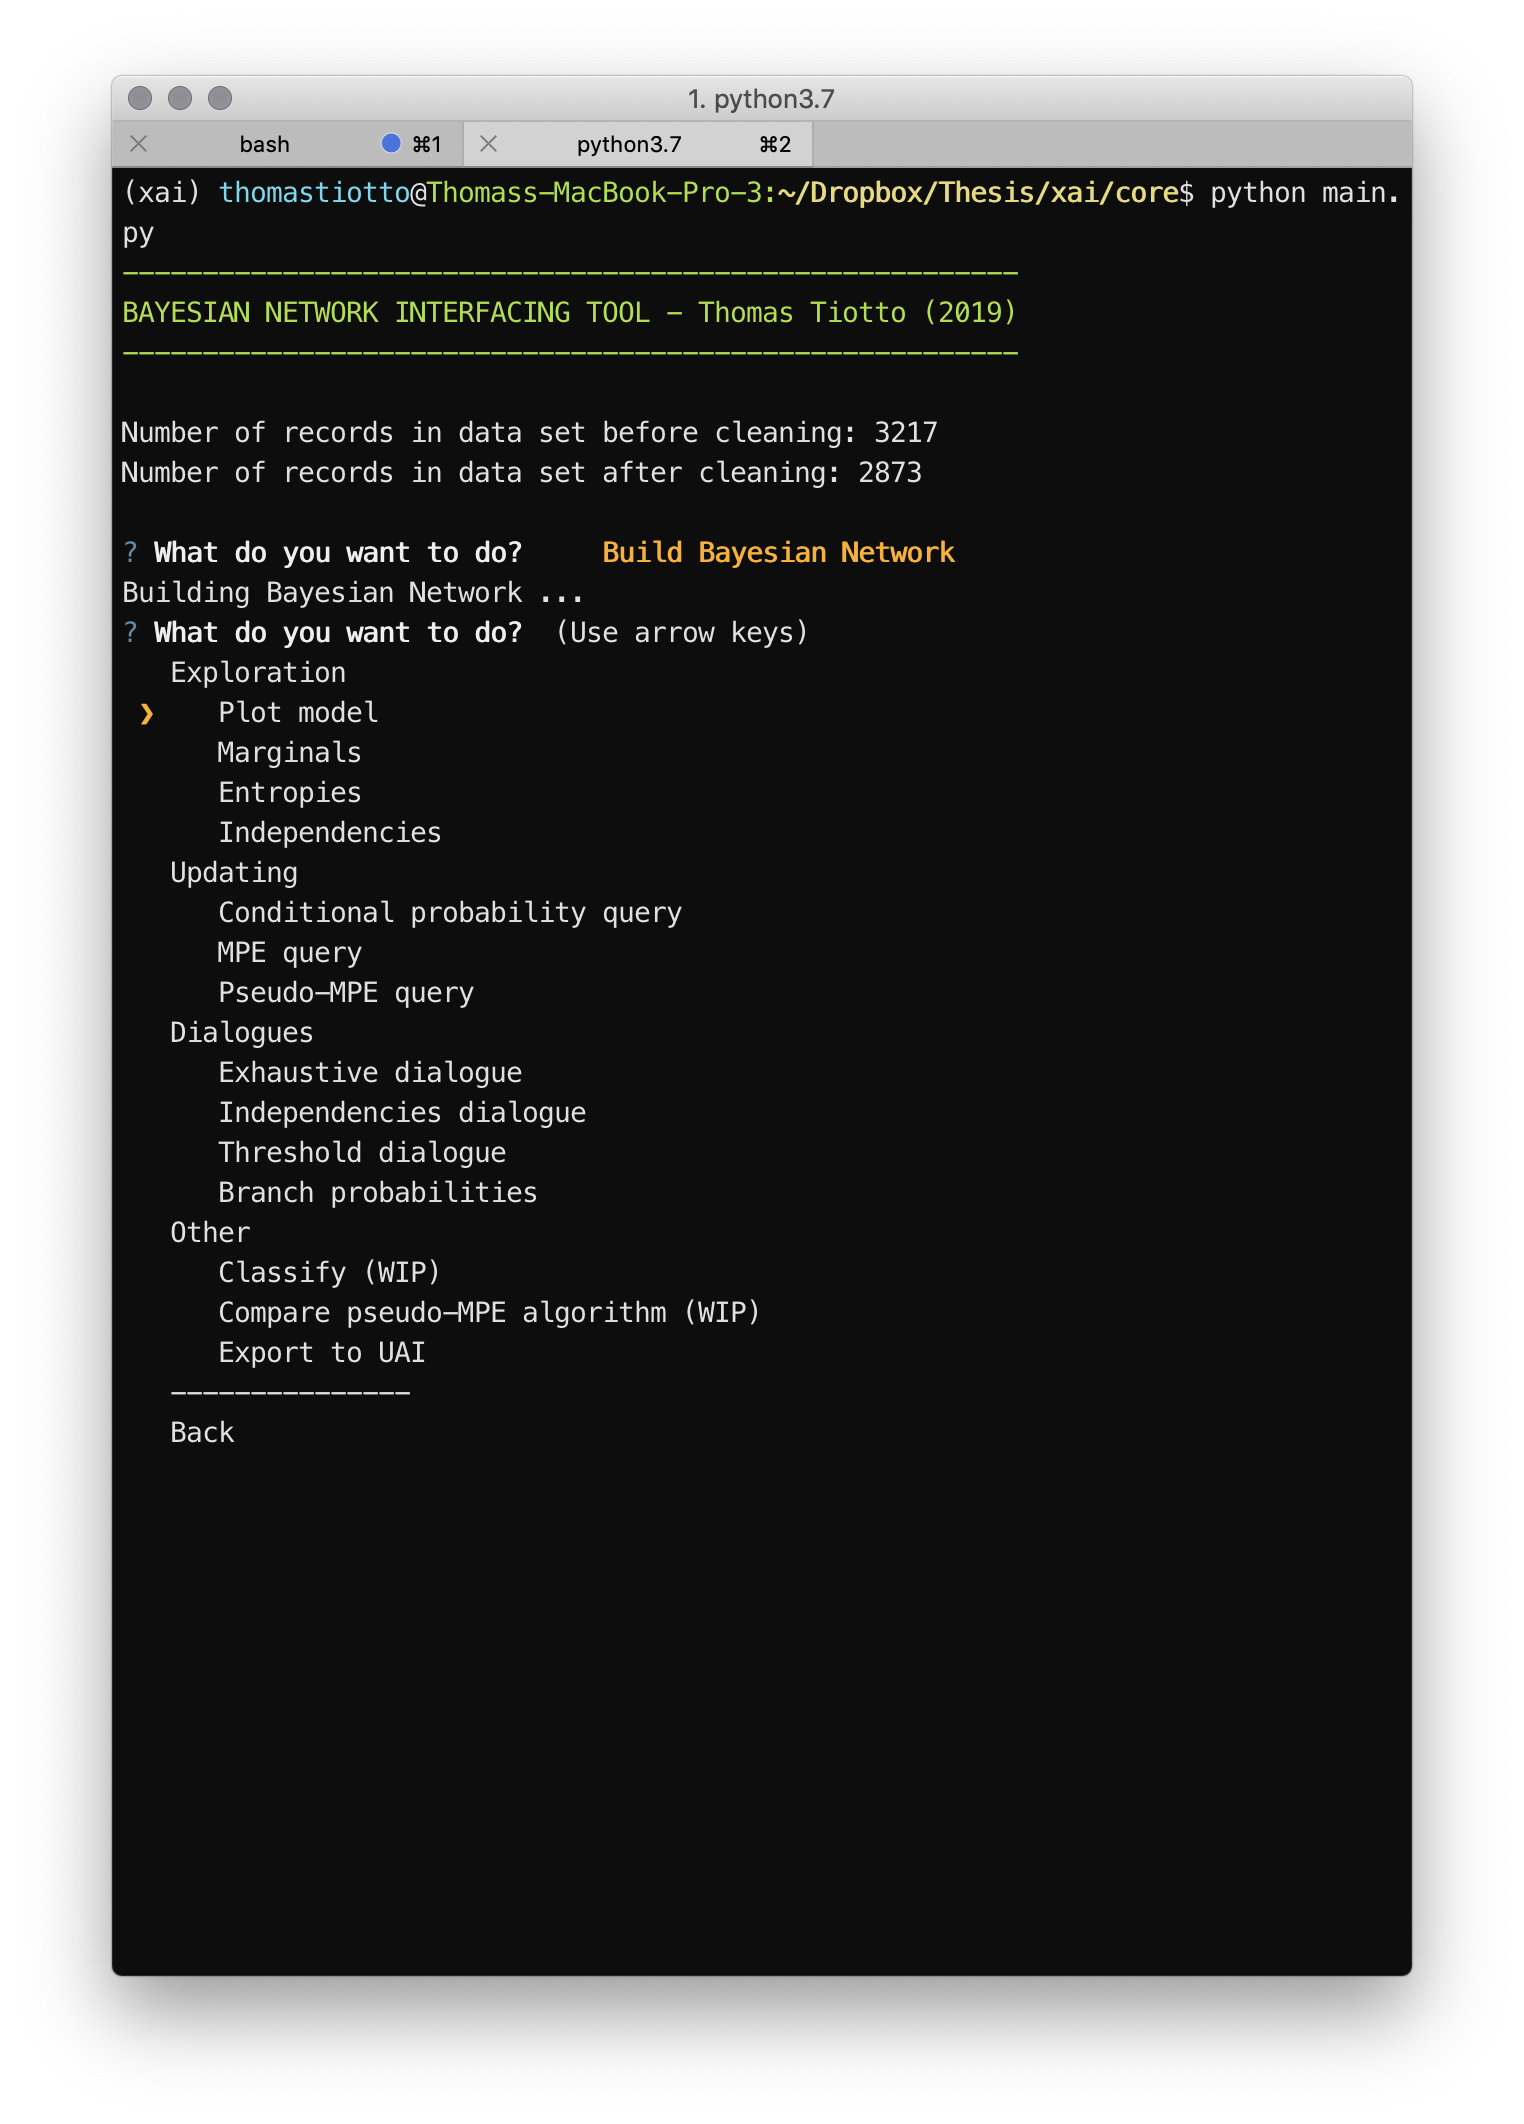 1. python3.7
bash ⌘1 python3.7 ⌘2
(xai) thomastiotto@Thomass-MacBook-Pro-3:~/Dropbox/Thesis/xai/core$ python main.
py
--------------------------------------------------------
BAYESIAN NETWORK INTERFACING TOOL - Thomas Tiotto (2019)
--------------------------------------------------------
Number of records in data set before cleaning: 3217
Number of records in data set after cleaning: 2873
? What do you want to do?     Build Bayesian Network
Building Bayesian Network ...
? What do you want to do?  (Use arrow keys)
   Exploration
 ❯    Plot model
      Marginals
      Entropies
      Independencies
   Updating
      Conditional probability query
      MPE query
      Pseudo-MPE query
   Dialogues
      Exhaustive dialogue
      Independencies dialogue
      Threshold dialogue
      Branch probabilities
   Other
      Classify (WIP)
      Compare pseudo-MPE algorithm (WIP)
      Export to UAI
   ---------------
   Back